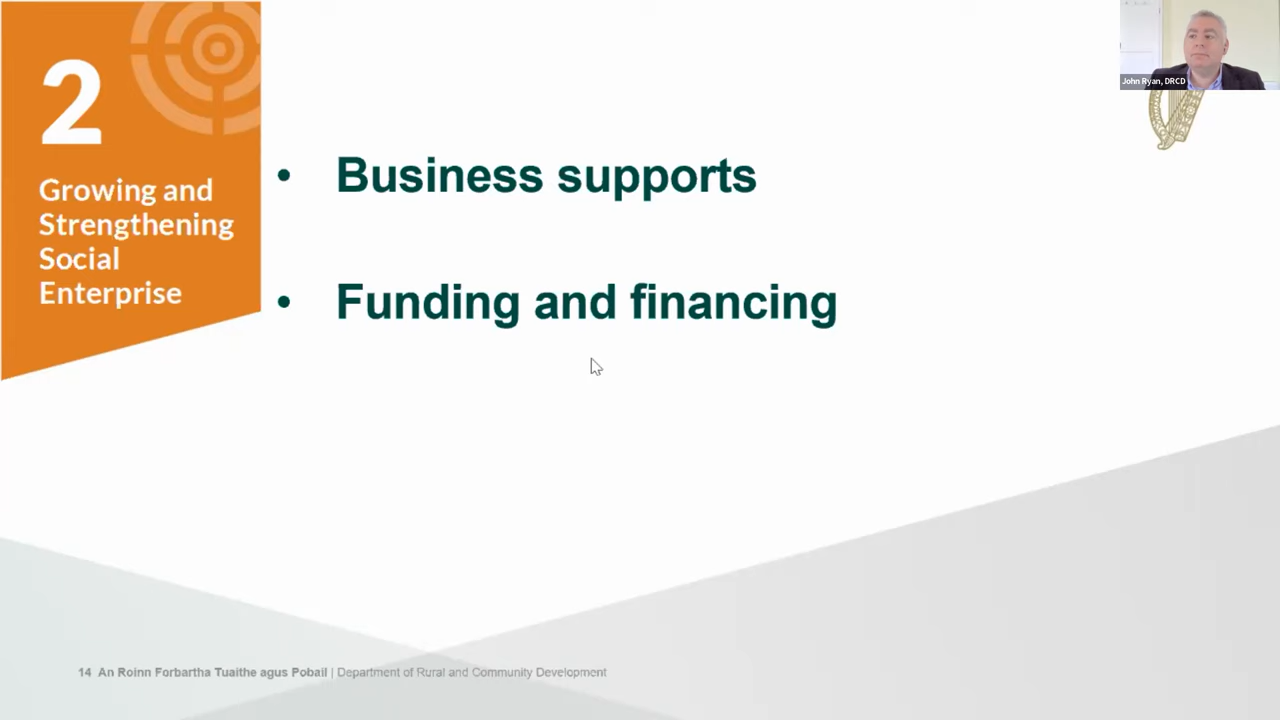 2
Growing and
Strengthening
Social
Enterprise
• Business supports
• Funding and financing
John Ryan, DRCD
14 An Roinn Forbartha Tuaithe agus Pobail | Department of Rural and Community Development